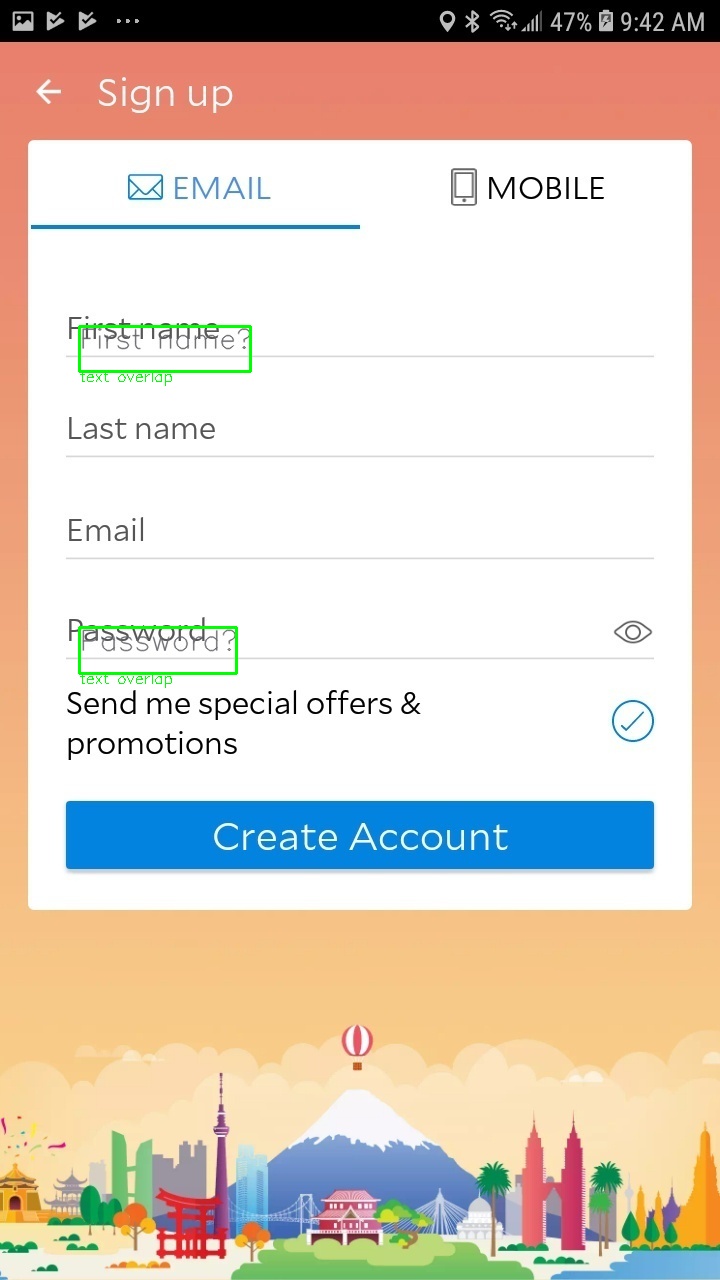 47% 9:42 AM
Sign up
EMAIL
MOBILE
First name
First name?
text overlap
Last name
Email
Password
Password?
text overlap
Send me special offers &
promotions
Create Account